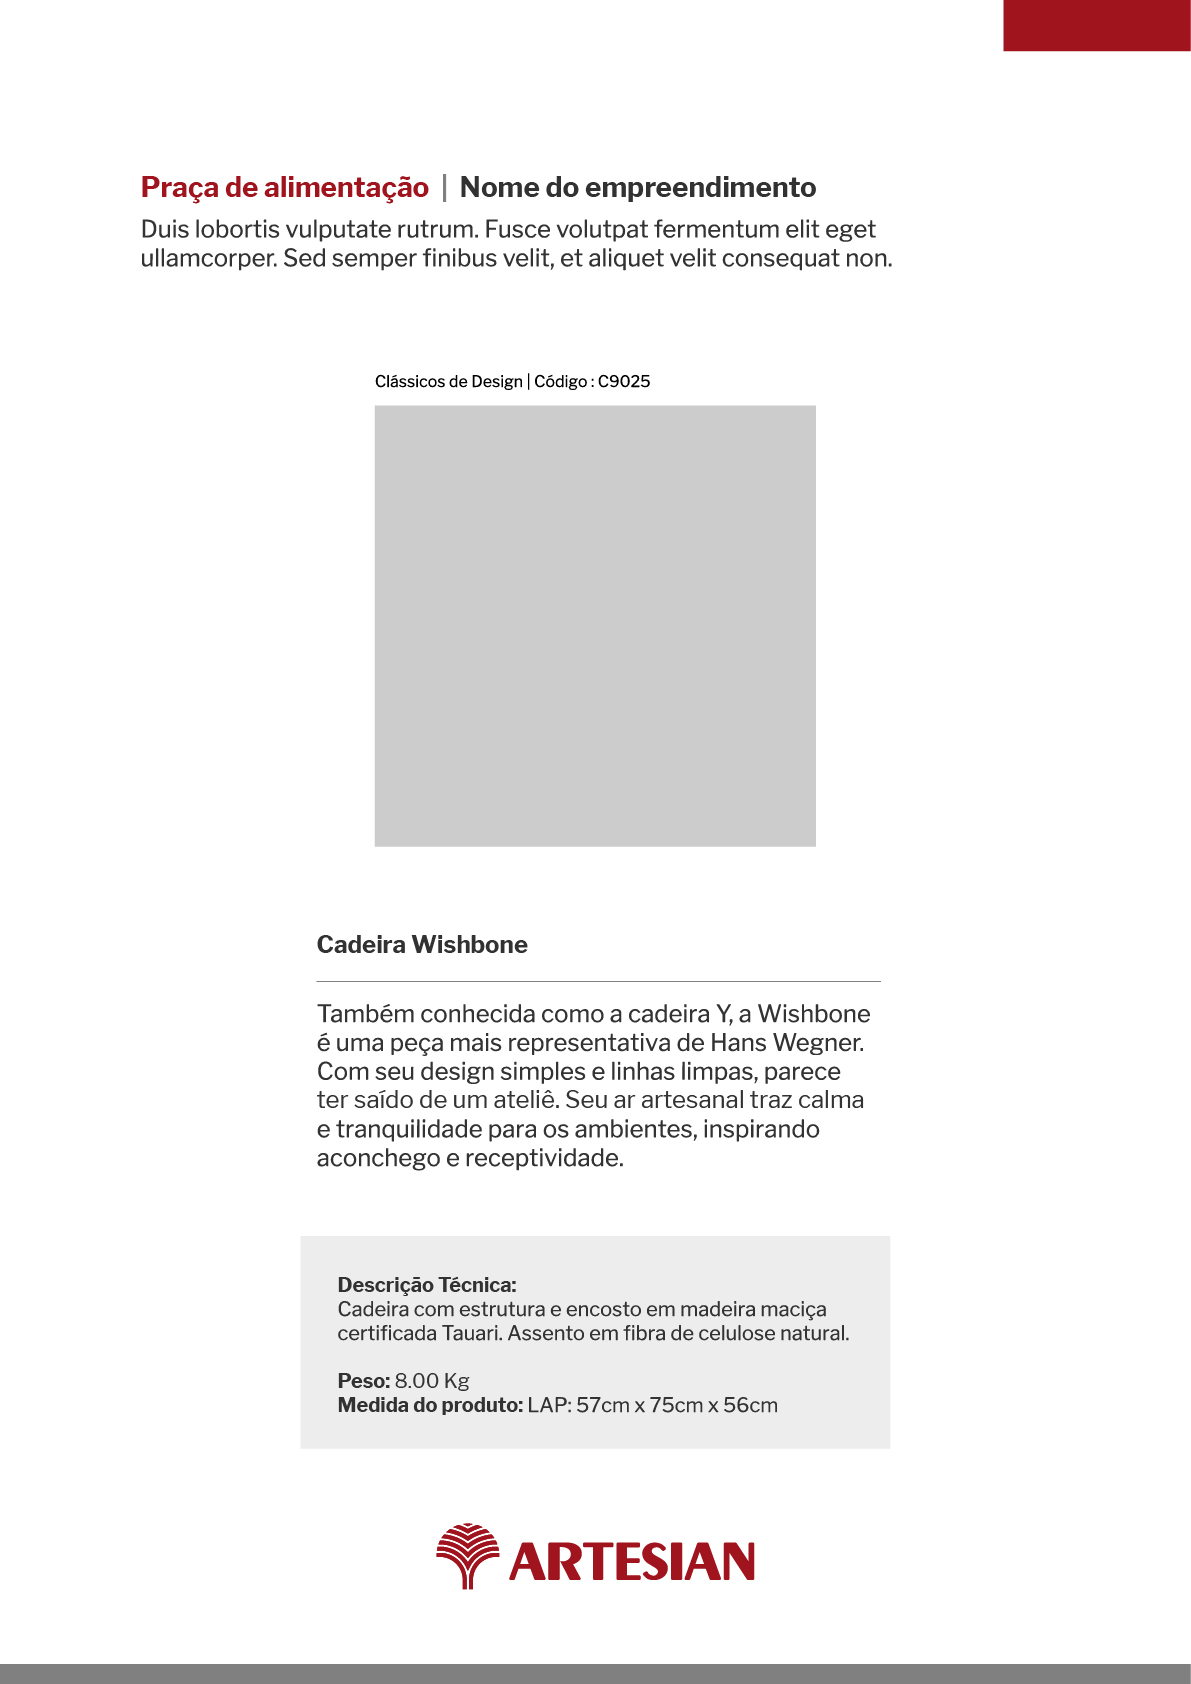 Praça de alimentação | Nome do empreendimento
Duis lobortis vulputate rutrum. Fusce volutpat fermentum elit eget
ullamcorper. Sed semper finibus velit, et aliquet velit consequat non.
Clássicos de Design | Código : C9025
Cadeira Wishbone
Também conhecida como a cadeira Y, a Wishbone
é uma peça mais representativa de Hans Wegner.
Com seu design simples e linhas limpas, parece
ter saído de um ateliê. Seu ar artesanal traz calma
e tranquilidade para os ambientes, inspirando
aconchego e receptividade.
Descrição Técnica:
Cadeira com estrutura e encosto em madeira maciça
certificada Tauari. Assento em fibra de celulose natural.
Peso: 8.00 Kg
Medida do produto: LAP: 57cm x 75cm x 56cm
ARTESIAN